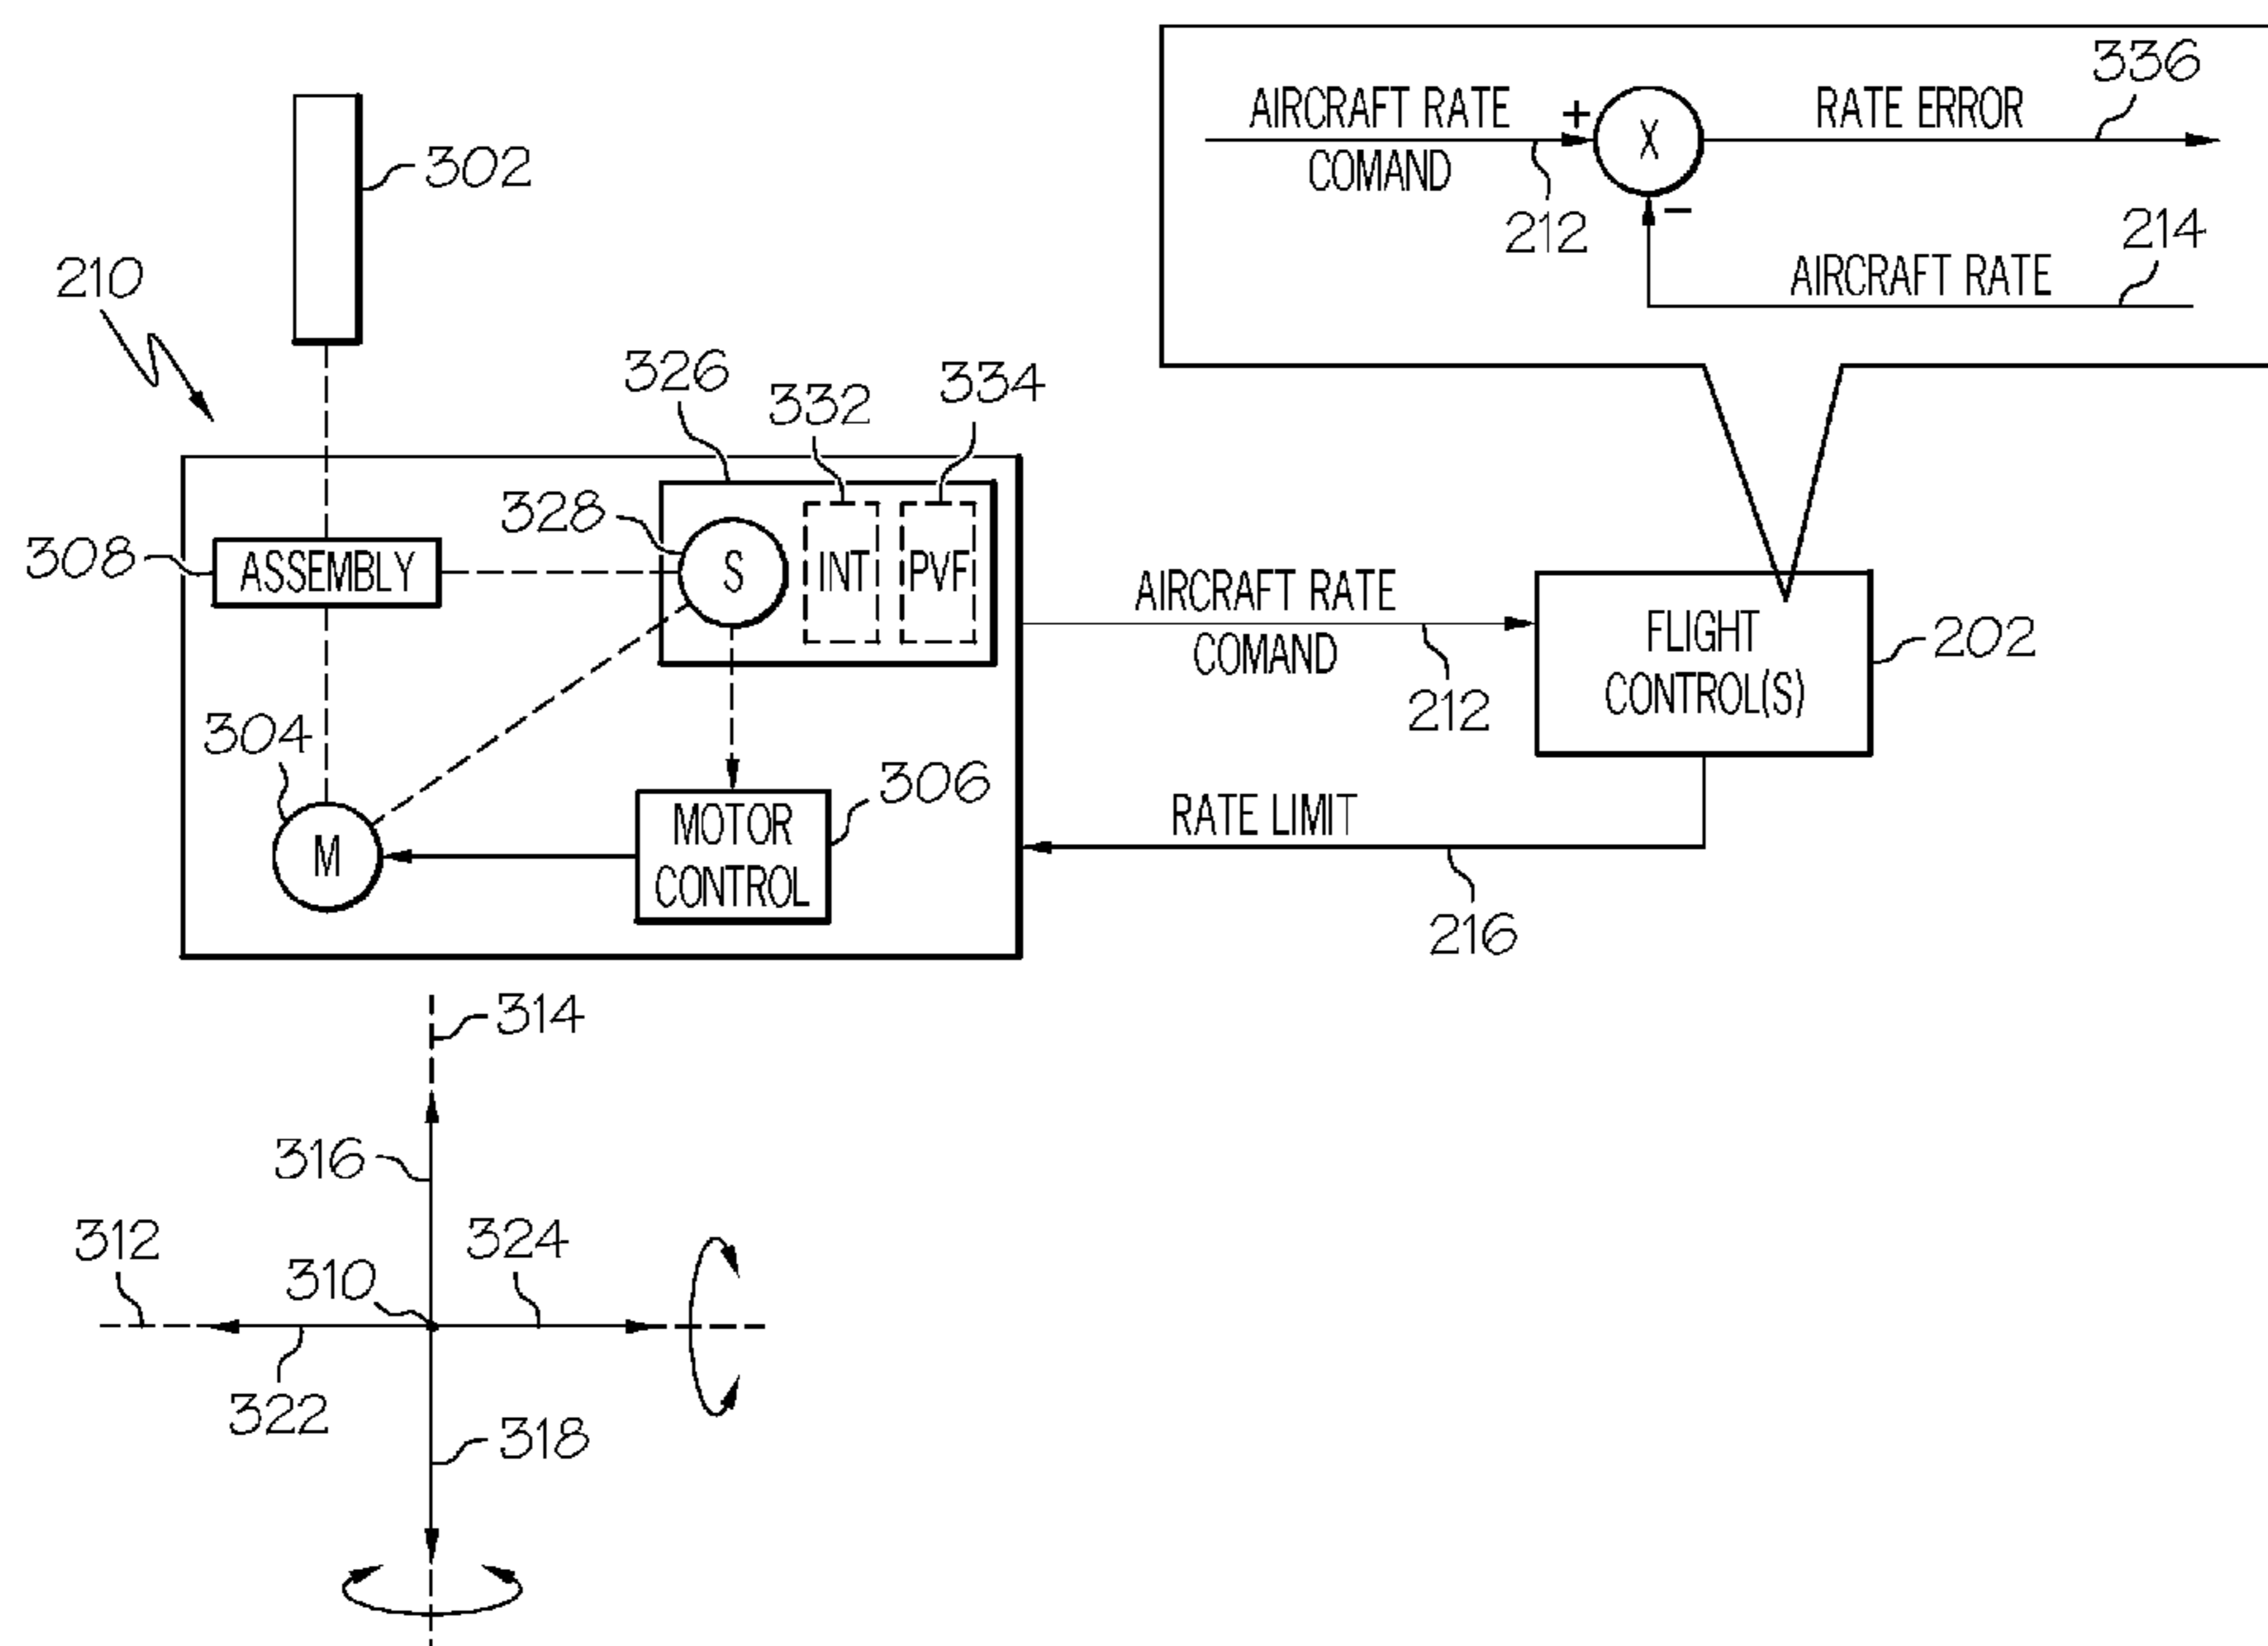 336
AIRCRAFT RATE
COMAND
+
X
RATE ERROR
212
−
214
AIRCRAFT RATE
302
210
326
332
334
328
308
ASSEMBLY
S
INT
PVF
AIRCRAFT RATE
COMAND
212
FLIGHT
CONTROL(S)
202
304
M
MOTOR
CONTROL
306
RATE LIMIT
216
314
316
312
310
324
322
318